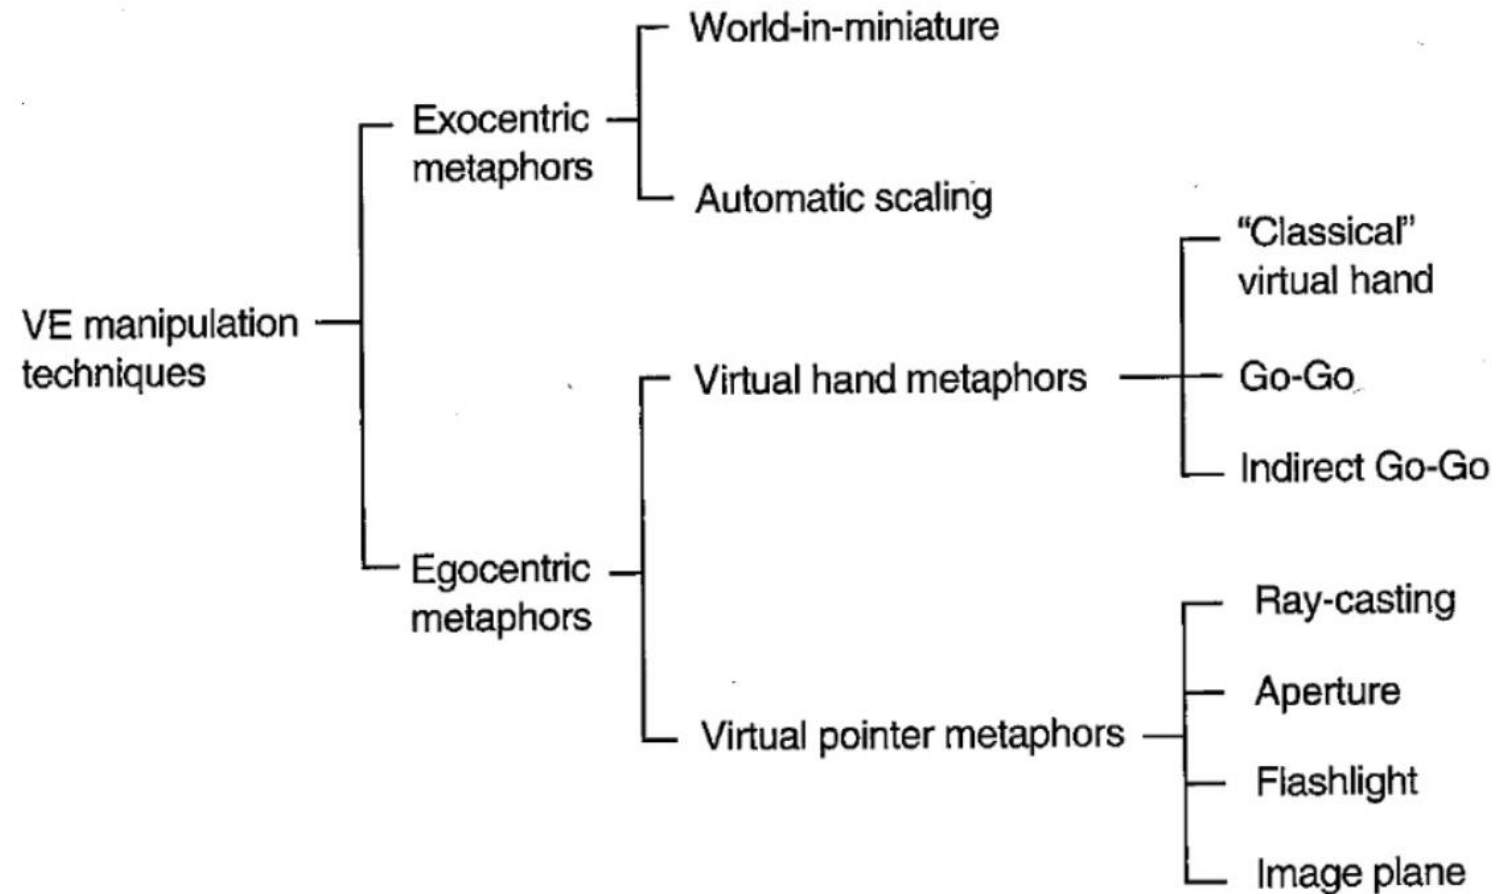 World-in-miniature
Exocentric
metaphors
Automatic scaling
"Classical"
virtual hand
VE manipulation
techniques
Virtual hand metaphors
Go-Go
Indirect Go-Go
Egocentric
metaphors
Ray-casting
Aperture
Virtual pointer metaphors
Flashlight
Image plane